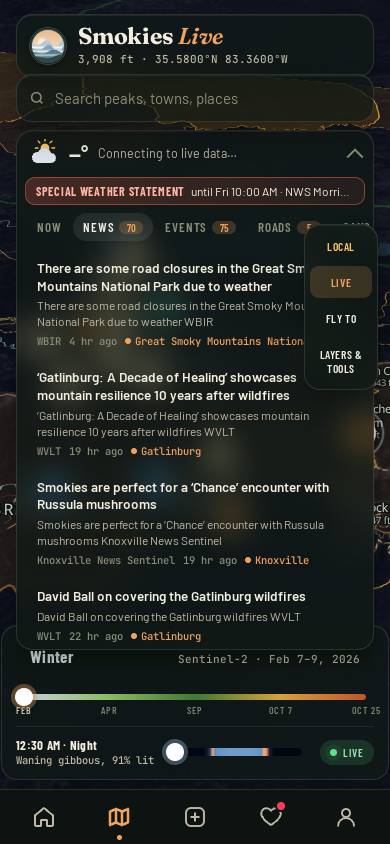 Smokies Live
3,908 ft · 35.5800°N 83.3600°W
Search peaks, towns, places
—° Connecting to live data…
SPECIAL WEATHER STATEMENT until Fri 10:00 AM · NWS Morri…
NOW NEWS 70 EVENTS 75 ROADS
LOCAL
LIVE
FLY TO
LAYERS &
TOOLS
There are some road closures in the Great Sm
Mountains National Park due to weather
There are some road closures in the Great Smoky Moun
National Park due to weather WBIR
WBIR 4 hr ago Great Smoky Mountains Nation
‘Gatlinburg: A Decade of Healing’ showcases
mountain resilience 10 years after wildfires
‘Gatlinburg: A Decade of Healing’ showcases mountain
resilience 10 years after wildfires WVLT
WVLT 19 hr ago Gatlinburg
Smokies are perfect for a ‘Chance’ encounter with
Russula mushrooms
Smokies are perfect for a ‘Chance’ encounter with Russula
mushrooms Knoxville News Sentinel
Knoxville News Sentinel 19 hr ago Knoxville
David Ball on covering the Gatlinburg wildfires
David Ball on covering the Gatlinburg wildfires WVLT
WVLT 22 hr ago Gatlinburg
Winter Sentinel-2 · Feb 7–9, 2026
FEB APR SEP OCT 7 OCT 25
12:30 AM · Night
Waning gibbous, 91% lit
LIVE